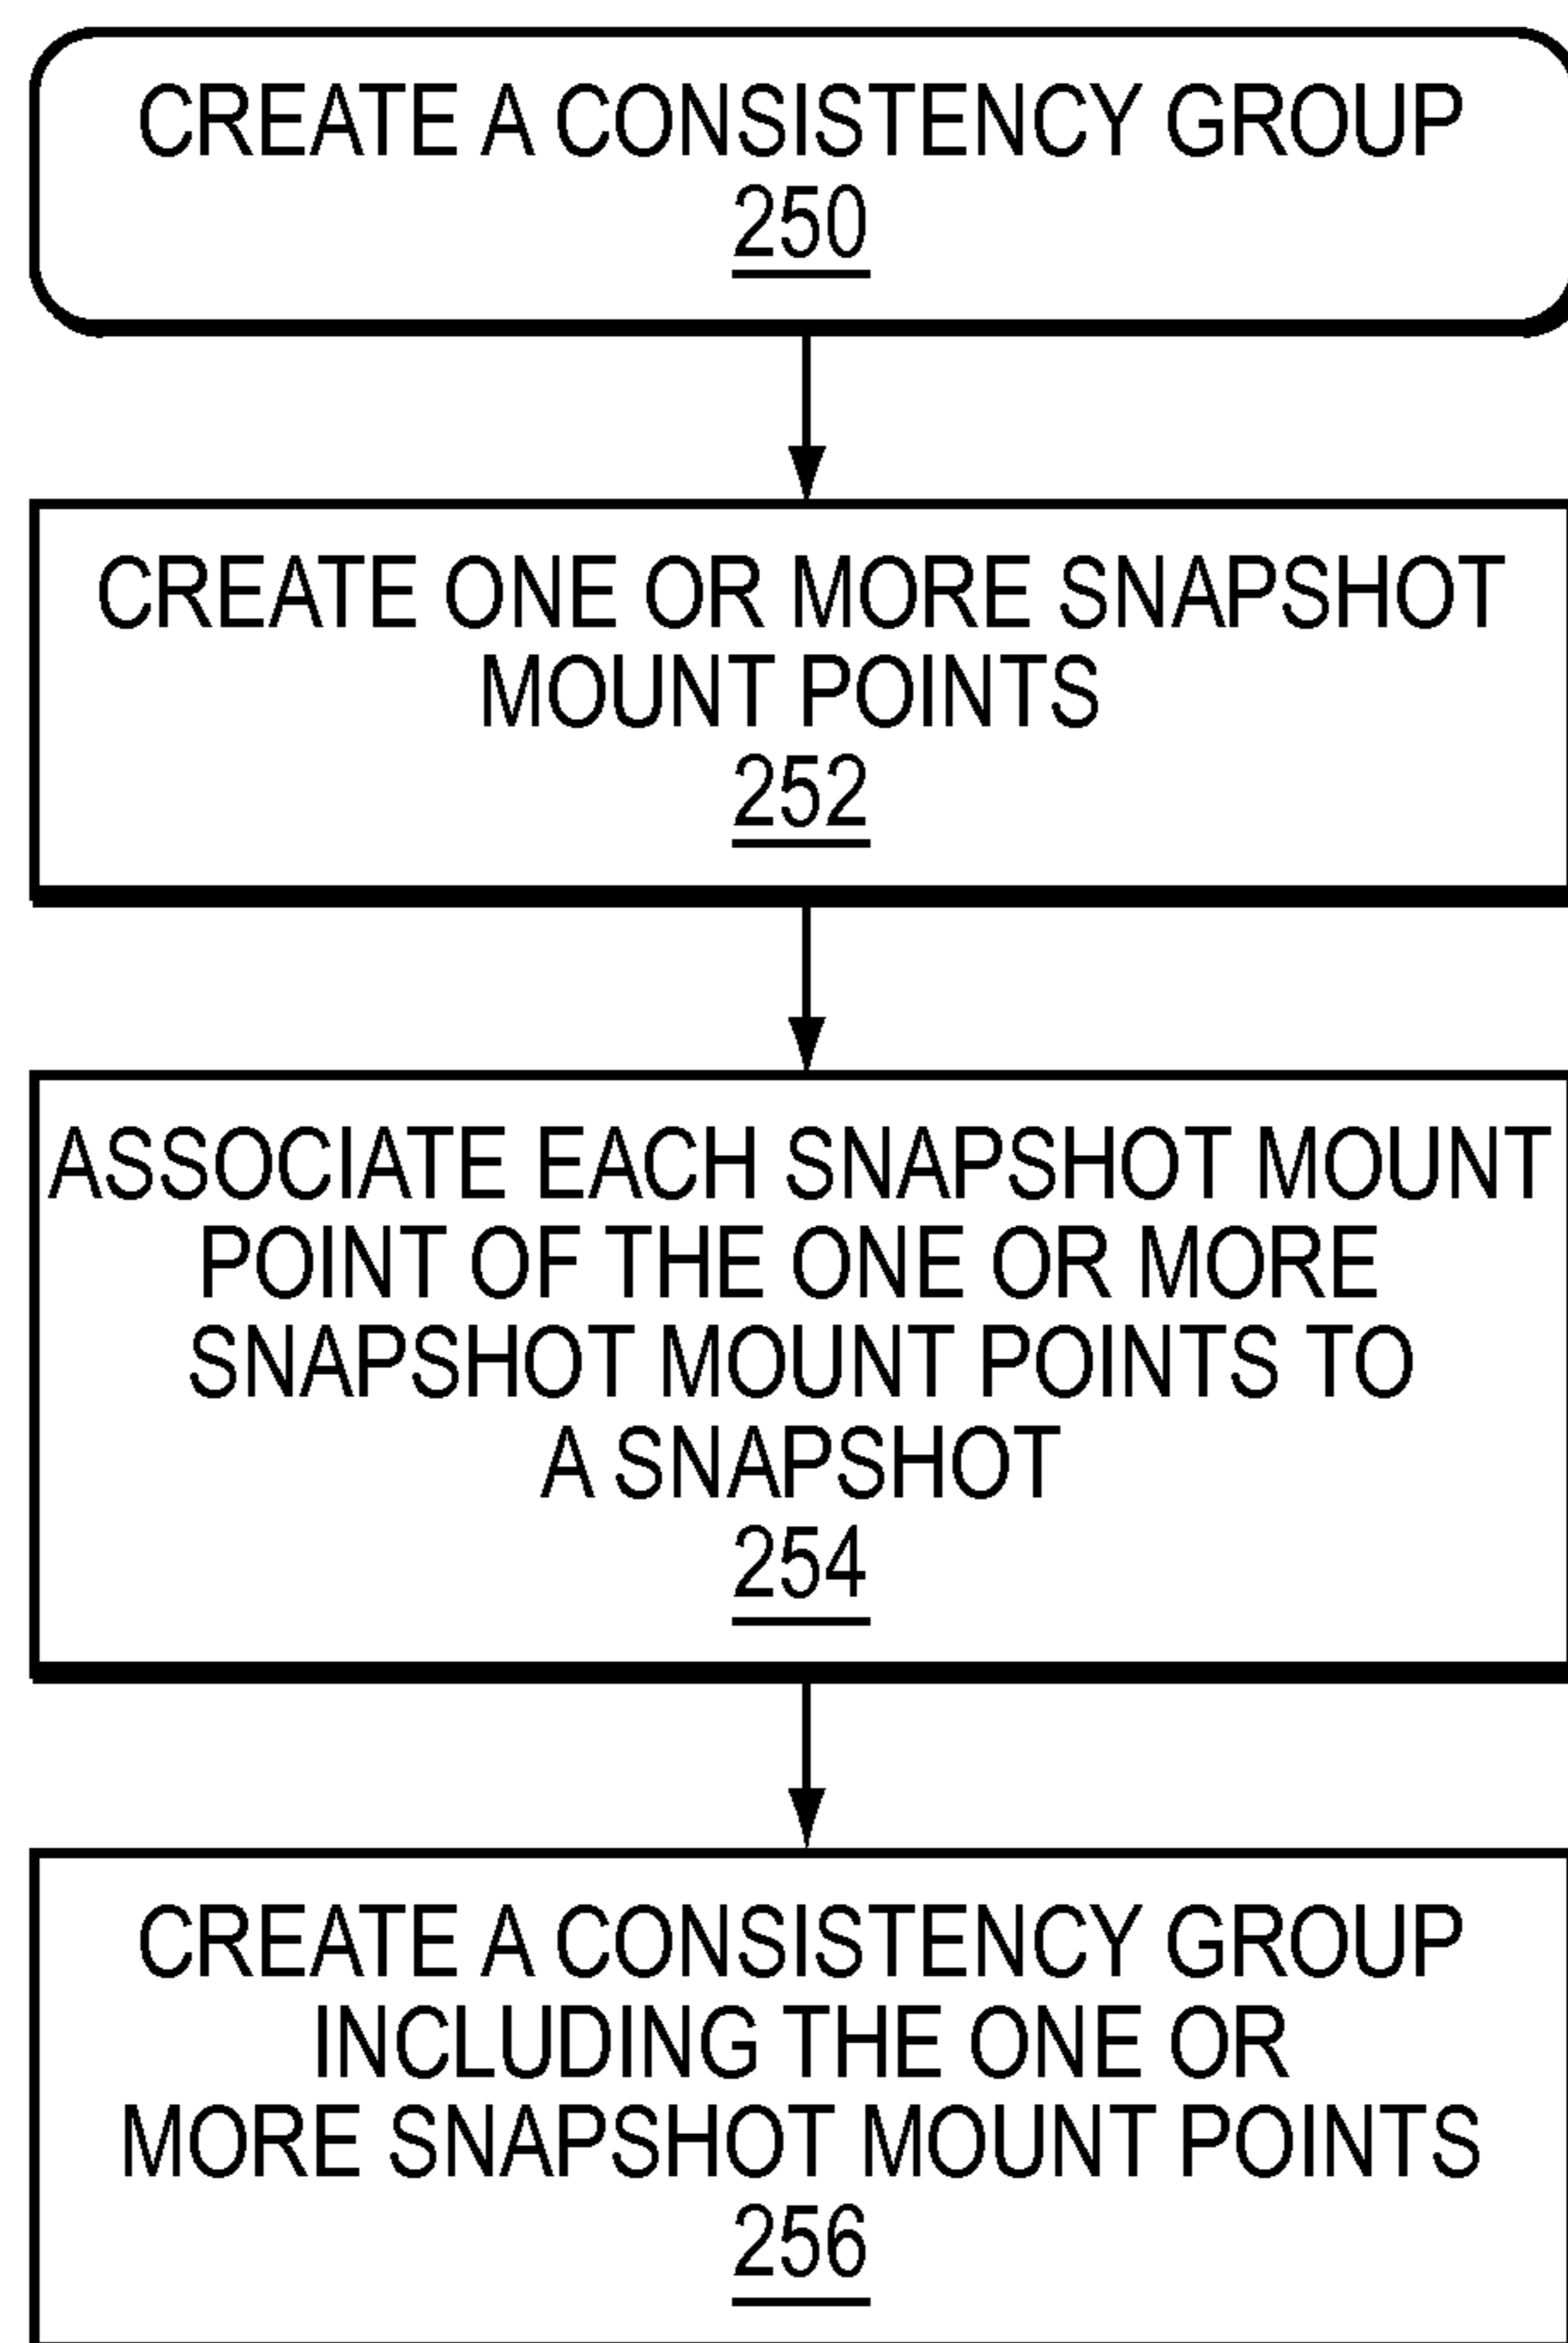 CREATE A CONSISTENCY GROUP
250
CREATE ONE OR MORE SNAPSHOT
MOUNT POINTS
252
ASSOCIATE EACH SNAPSHOT MOUNT
POINT OF THE ONE OR MORE
SNAPSHOT MOUNT POINTS TO
A SNAPSHOT
254
CREATE A CONSISTENCY GROUP
INCLUDING THE ONE OR
MORE SNAPSHOT MOUNT POINTS
256